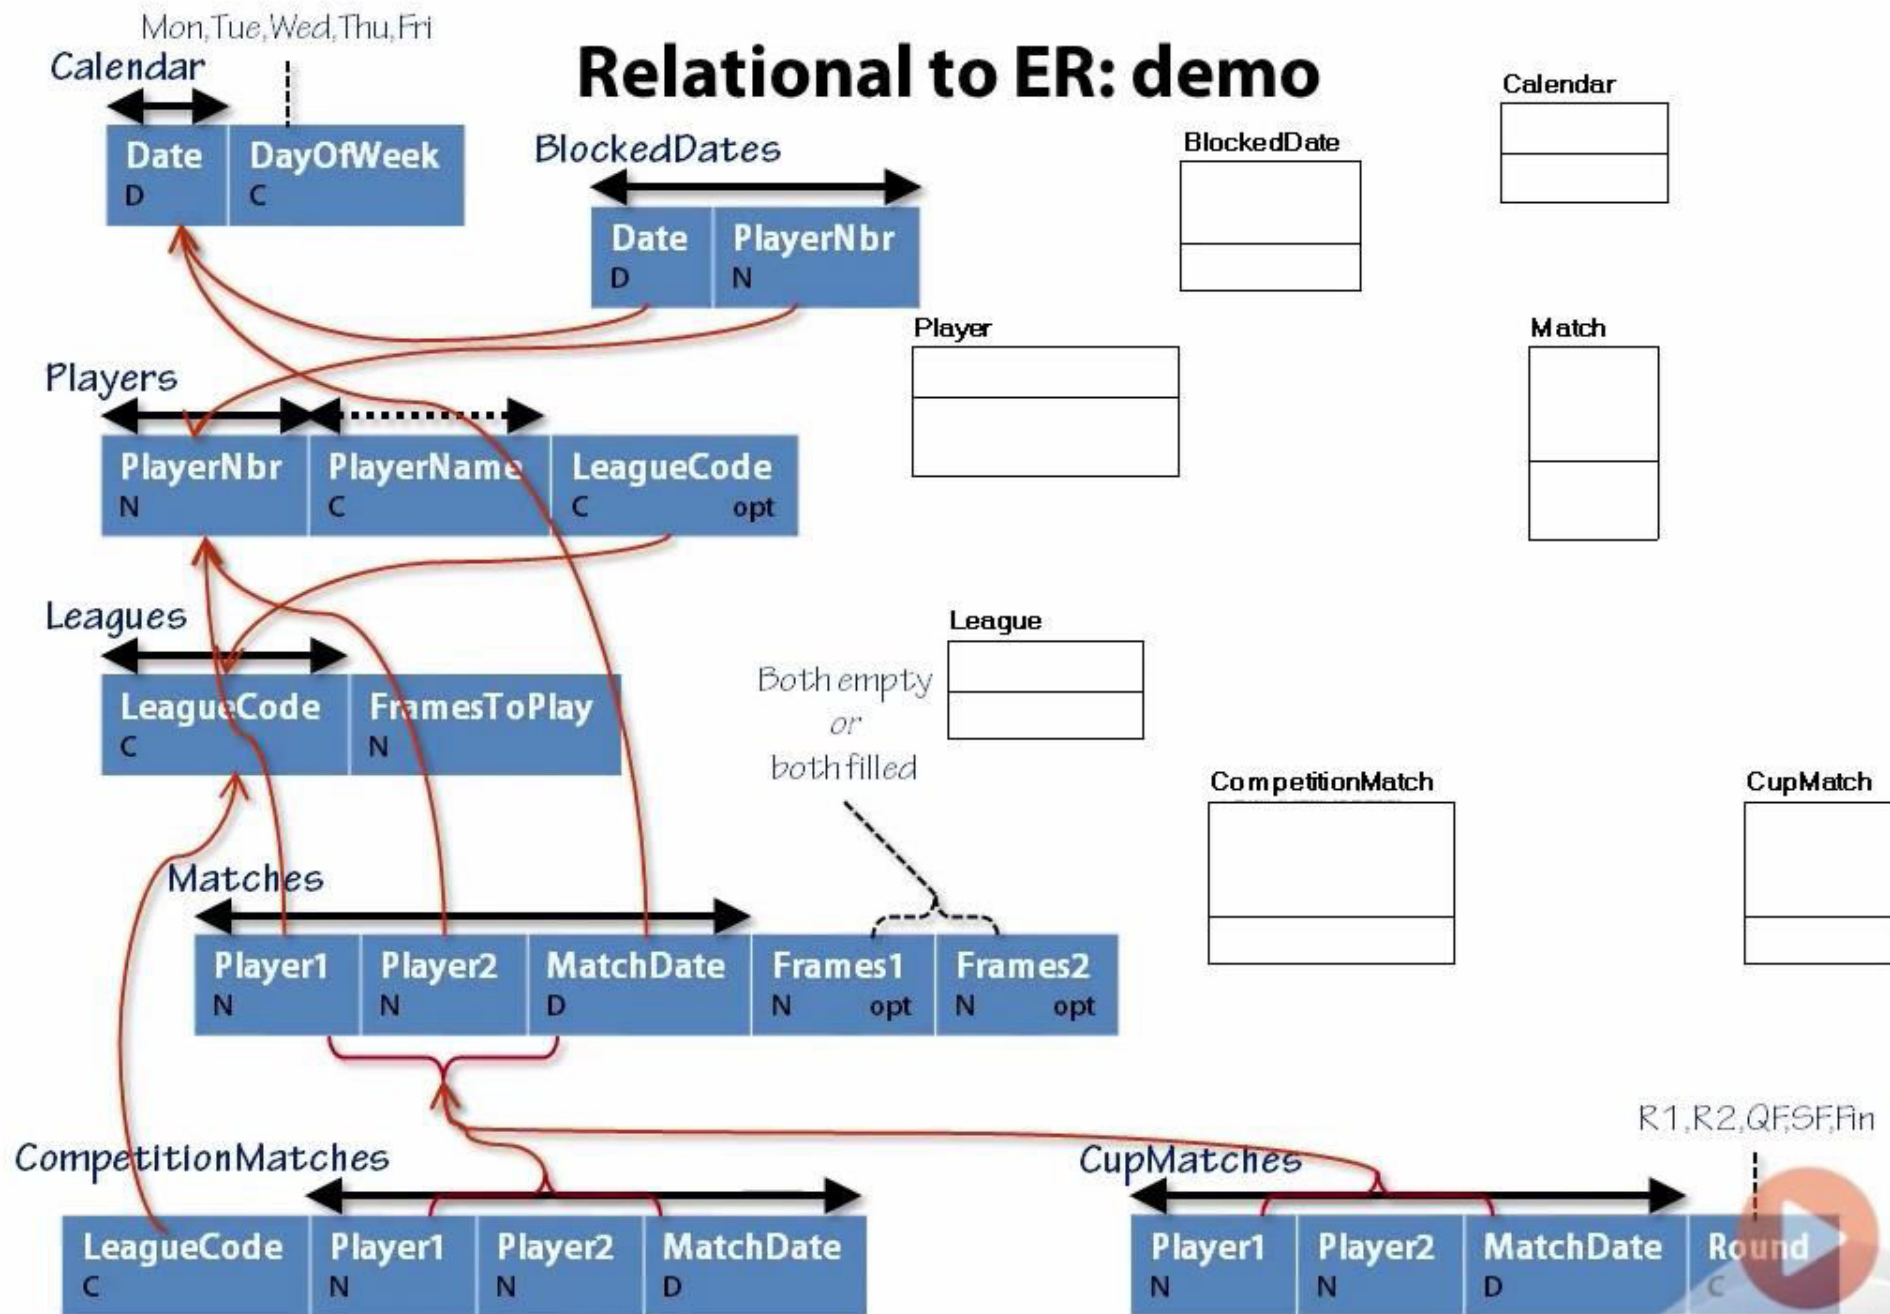 Mon,Tue,Wed,Thu,Fri
Relational to ER: demo
Calendar
Date DayOfWeek
D C
BlockedDates
Date PlayerNbr
D N
BlockedDate
Calendar
Player
Match
Players
PlayerNbr PlayerName LeagueCode
N C C opt
Leagues
LeagueCode FramesToPlay
C N
League
Both empty
or
both filled
CompetitionMatch
CupMatch
Matches
Player1 Player2 MatchDate Frames1 Frames2
N N D N opt N opt
R1,R2,QF,SF,Fin
CompetitionMatches
CupMatches
LeagueCode Player1 Player2 MatchDate
C N N D
Player1 Player2 MatchDate Round
N N D C